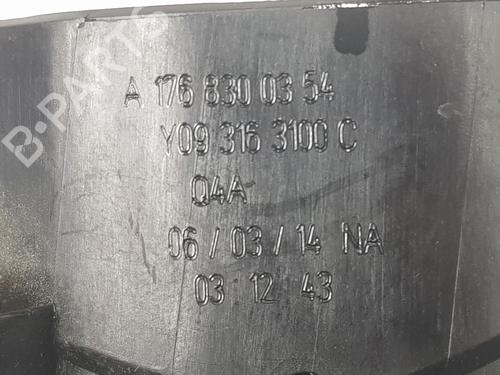 B-PARTS
A 176 830 03 54
Y09 316 3100 C
Q4A
06 / 03 / 14 NA
03 12 43